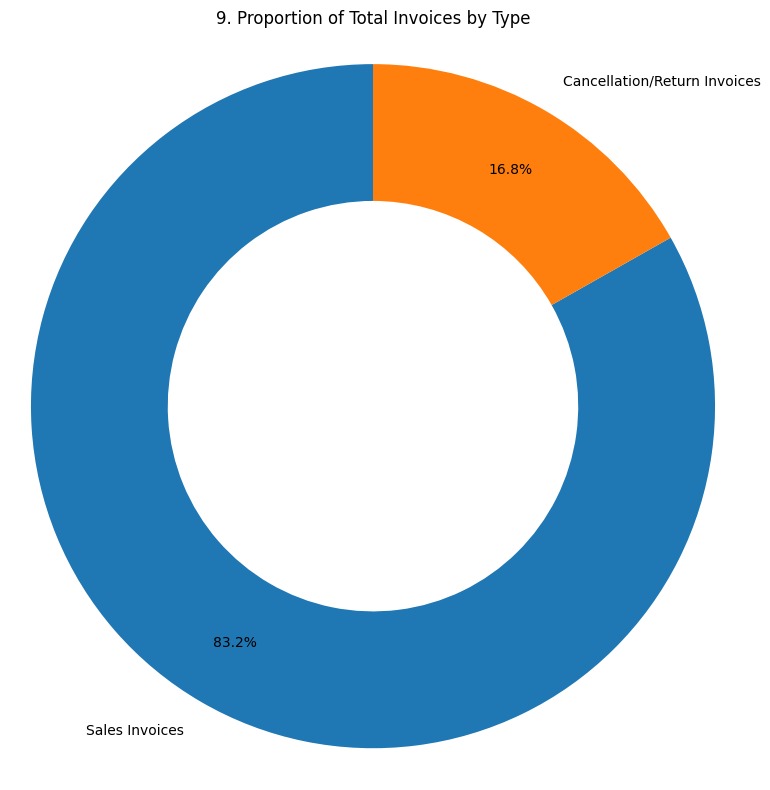 9. Proportion of Total Invoices by Type
Cancellation/Return Invoices
16.8%
83.2%
Sales Invoices